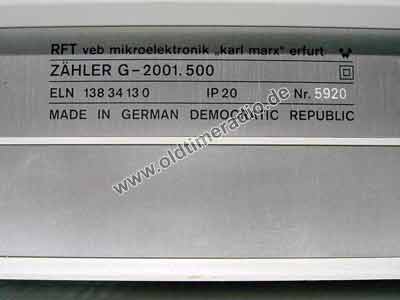 RFT veb mikroelektronik „karl marx" erfurt
ZÄHLER G-2001.500
ELN 138 34 13 0 IP 20 Nr. 5920
MADE IN GERMAN DEMOCRATIC REPUBLIC
www.oldtimeradio.de